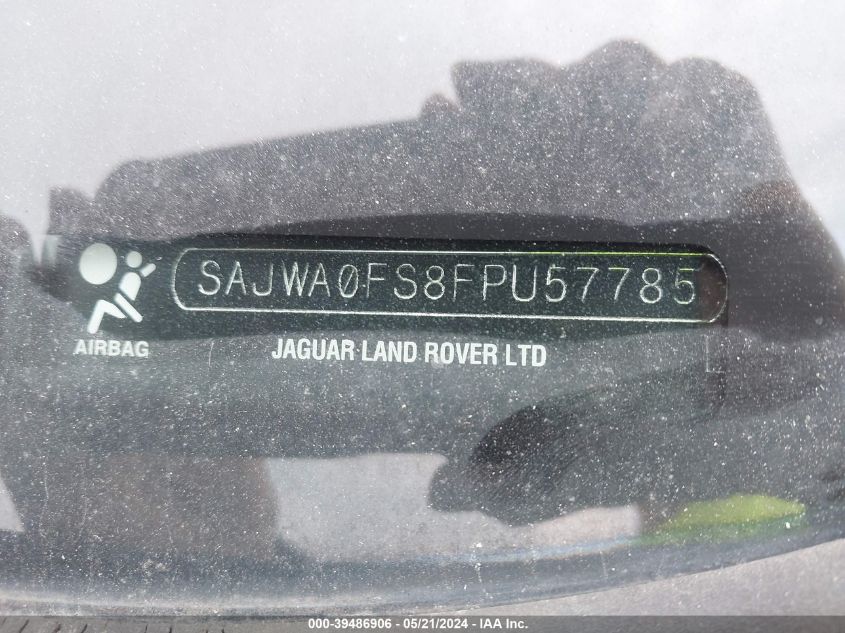 SAJWA0FS8FPU57785
AIRBAG
JAGUAR LAND ROVER LTD
000-39486906 - 05/21/2024 - IAA Inc.